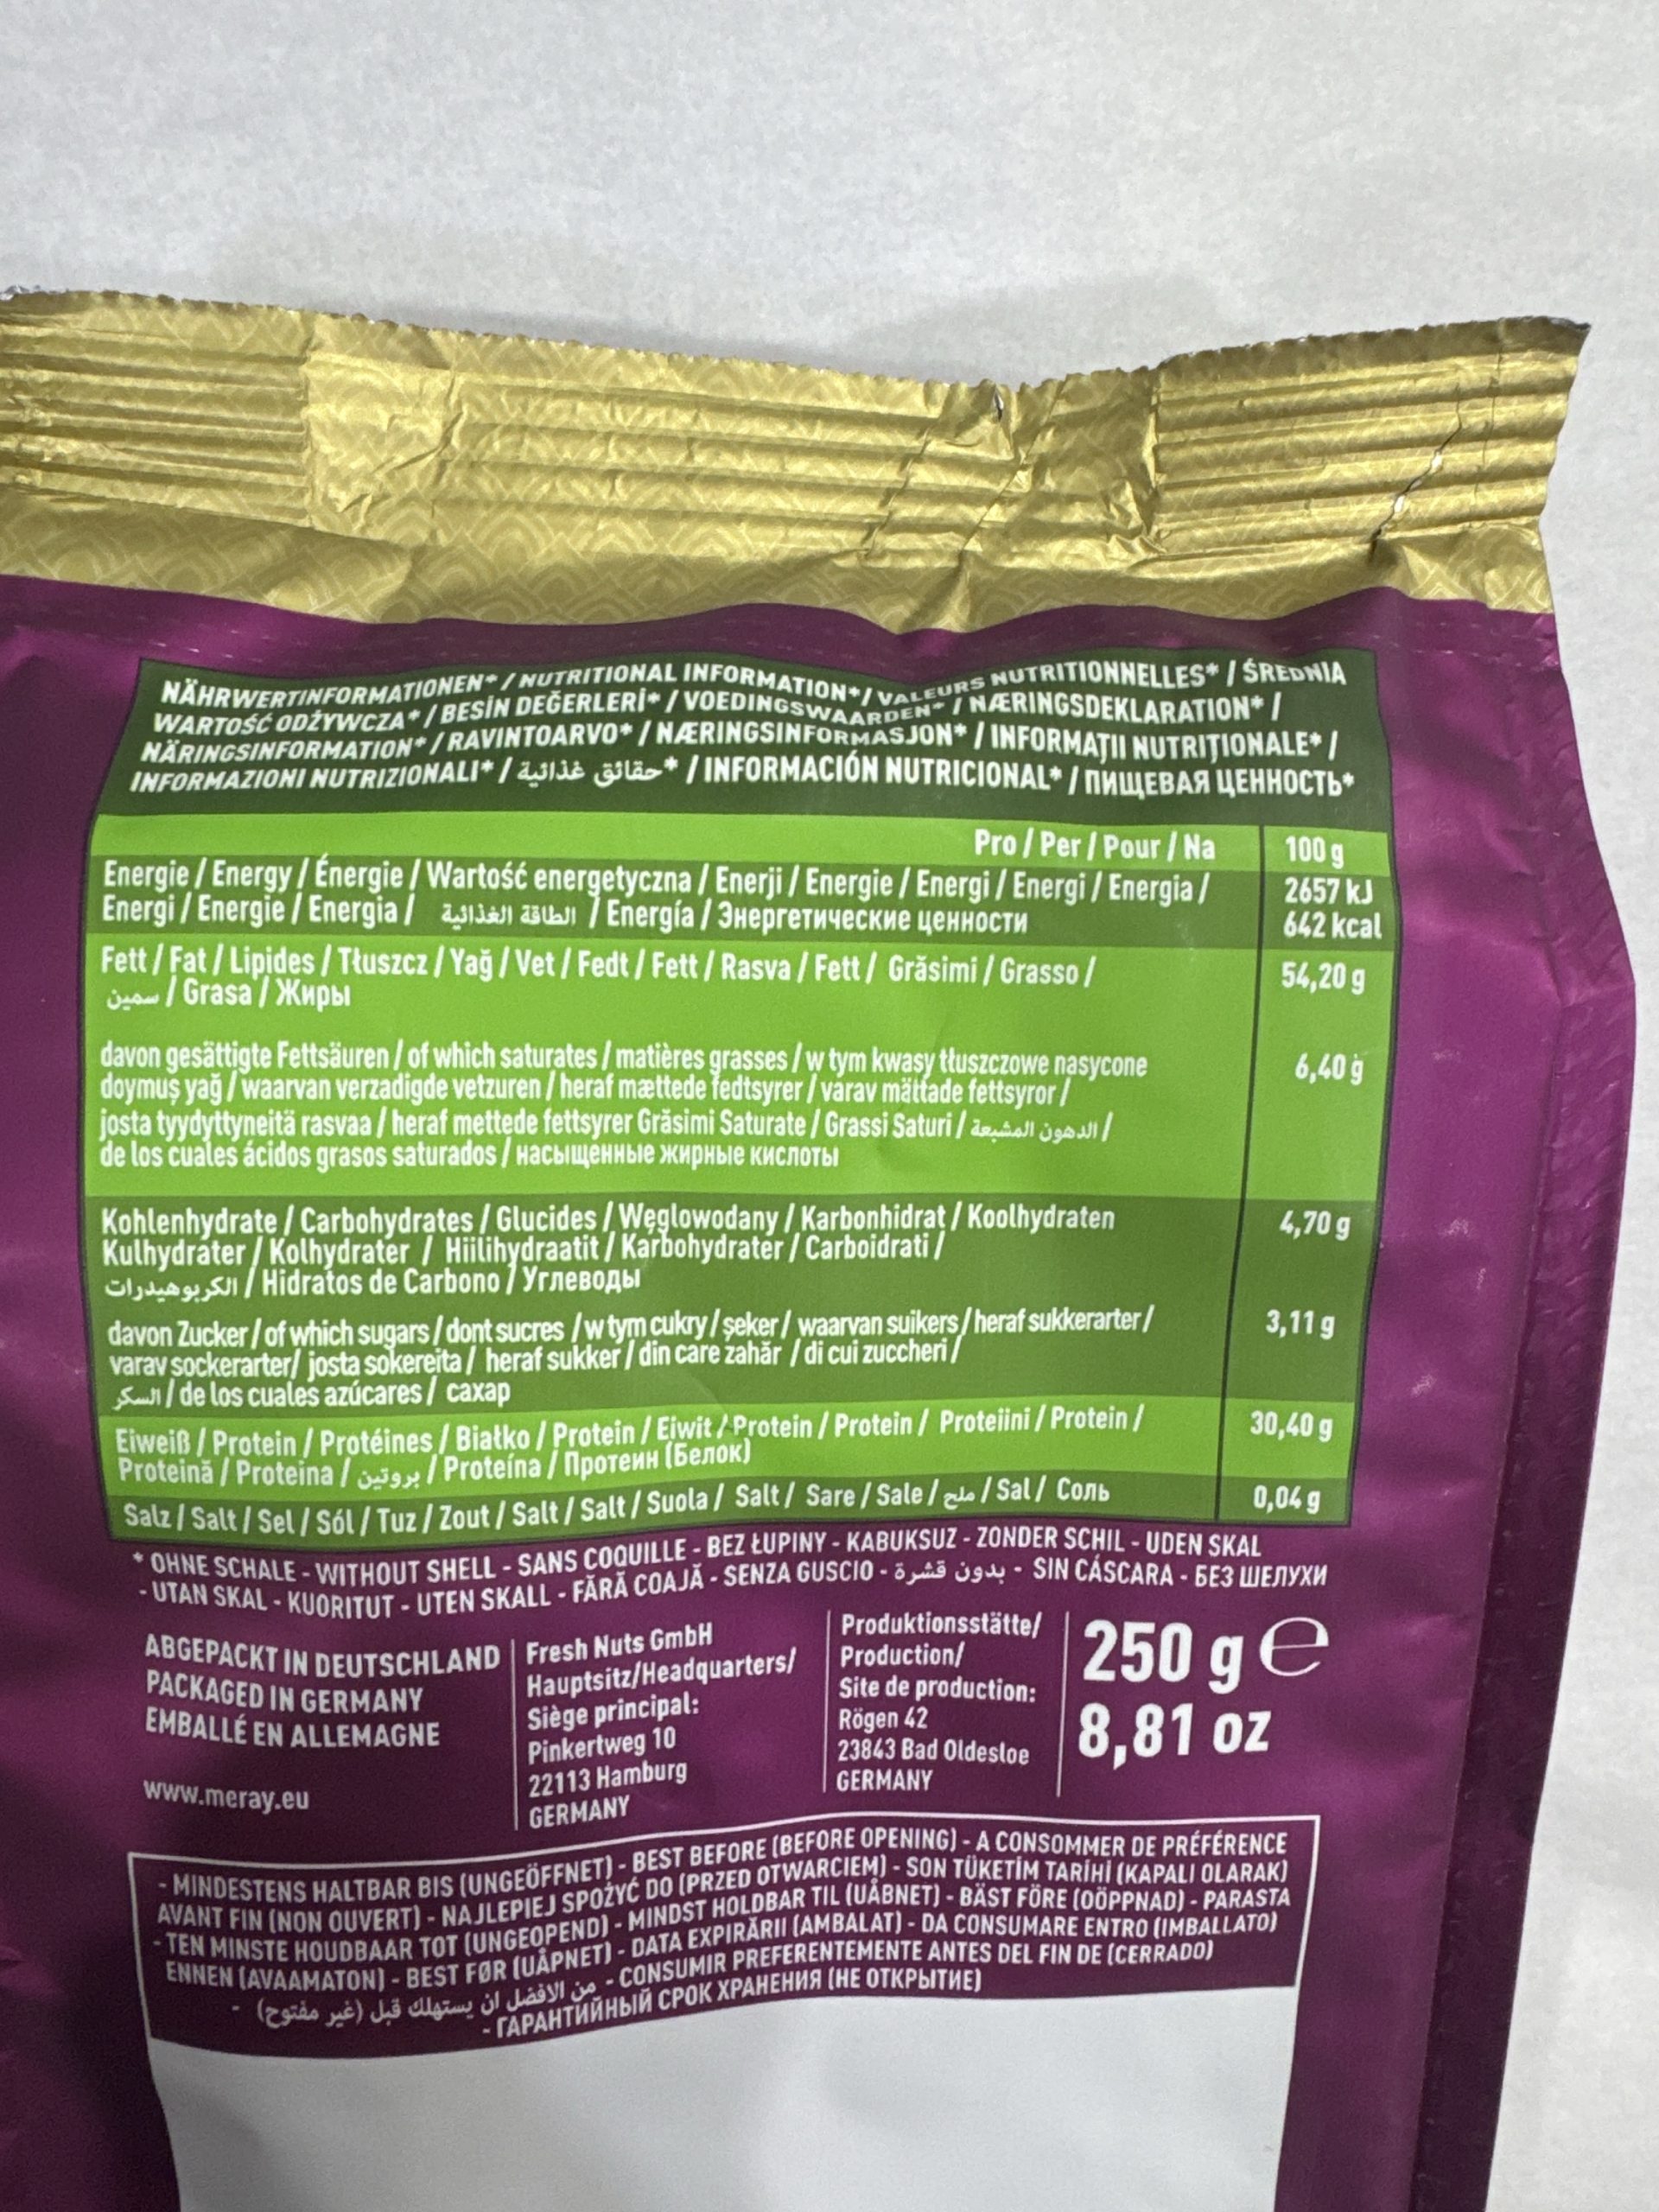 NÄHRWERTINFORMATIONEN* / NUTRITIONAL INFORMATION* / VALEURS NUTRITIONNELLES* / ŚREDNIA
WARTOŚĆ ODŻYWCZA* / BESİN DEĞERLERİ* / VOEDINGSWAARDEN* / NÆRINGSDEKLARATION* /
NÄRINGSINFORMATION* / RAVINTOARVO* / NÆRINGSINFORMASJON* / INFORMAȚII NUTRIȚIONALE* /
INFORMAZIONI NUTRIZIONALI* / حقائق غذائية* / INFORMACIÓN NUTRICIONAL* / ПИЩЕВАЯ ЦЕННОСТЬ*
Pro / Per / Pour / Na 100 g
Energie / Energy / Énergie / Wartość energetyczna / Enerji / Energie / Energi / Energi / Energia / 2657 kJ
Energi / Energie / Energia / الطاقة الغذائية / Energía / Энергетические ценности 642 kcal
Fett / Fat / Lipides / Tłuszcz / Yağ / Vet / Fedt / Fett / Rasva / Fett / Grăsimi / Grasso / 54,20 g
سمين / Grasa / Жиры
davon gesättigte Fettsäuren / of which saturates / matières grasses / w tym kwasy tłuszczowe nasycone 6,40 g
doymuş yağ / waarvan verzadigde vetzuren / heraf mættede fedtsyrer / varav mättade fettsyror /
josta tyydyttyneitä rasvaa / heraf mettede fettsyrer Grăsimi Saturate / Grassi Saturi / الدهون المشبعة /
de los cuales ácidos grasos saturados / насыщенные жирные кислоты
Kohlenhydrate / Carbohydrates / Glucides / Węglowodany / Karbonhidrat / Koolhydraten 4,70 g
Kulhydrater / Kolhydrater / Hiilihydraatit / Karbohydrater / Carboidrati /
الكربوهيدرات / Hidratos de Carbono / Углеводы
davon Zucker / of which sugars / dont sucres / w tym cukry / şeker / waarvan suikers / heraf sukkerarter / 3,11 g
varav sockerarter/ josta sokereita / heraf sukker / din care zahăr / di cui zuccheri /
السكر / de los cuales azúcares / сахар
Eiweiß / Protein / Protéines / Białko / Protein / Eiwit / Protein / Protein / Proteiini / Protein / 30,40 g
Proteină / Proteina / بروتين / Proteína / Протеин (Белок)
Salz / Salt / Sel / Sól / Tuz / Zout / Salt / Salt / Suola / Salt / Sare / Sale / ملح / Sal / Соль 0,04 g
* OHNE SCHALE - WITHOUT SHELL - SANS COQUILLE - BEZ ŁUPINY - KABUKSUZ - ZONDER SCHIL - UDEN SKAL
- UTAN SKAL - KUORITUT - UTEN SKALL - FĂRĂ COAJĂ - SENZA GUSCIO - بدون قشرة - SIN CÁSCARA - БЕЗ ШЕЛУХИ
ABGEPACKT IN DEUTSCHLAND
PACKAGED IN GERMANY
EMBALLÉ EN ALLEMAGNE
www.meray.eu
Fresh Nuts GmbH
Hauptsitz/Headquarters/
Siège principal:
Pinkertweg 10
22113 Hamburg
GERMANY
Produktionsstätte/
Production/
Site de production:
Rögen 42
23843 Bad Oldesloe
GERMANY
250 g e
8,81 oz
- MINDESTENS HALTBAR BIS (UNGEÖFFNET) - BEST BEFORE (BEFORE OPENING) - A CONSOMMER DE PRÉFÉRENCE
AVANT FIN (NON OUVERT) - NAJLEPIEJ SPOŻYĆ DO (PRZED OTWARCIEM) - SON TÜKETİM TARİHİ (KAPALI OLARAK)
- TEN MINSTE HOUDBAAR TOT (UNGEOPEND) - MINDST HOLDBAR TIL (UÅBNET) - BÄST FÖRE (OÖPPNAD) - PARASTA
ENNEN (AVAAMATON) - BEST FØR (UÅPNET) - DATA EXPIRĂRII (AMBALAT) - DA CONSUMARE ENTRO (IMBALLATO)
- من الافضل ان يستهلك قبل (غير مفتوح) - CONSUMIR PREFERENTEMENTE ANTES DEL FIN DE (CERRADO)
- ГАРАНТИЙНЫЙ СРОК ХРАНЕНИЯ (НЕ ОТКРЫТИЕ)